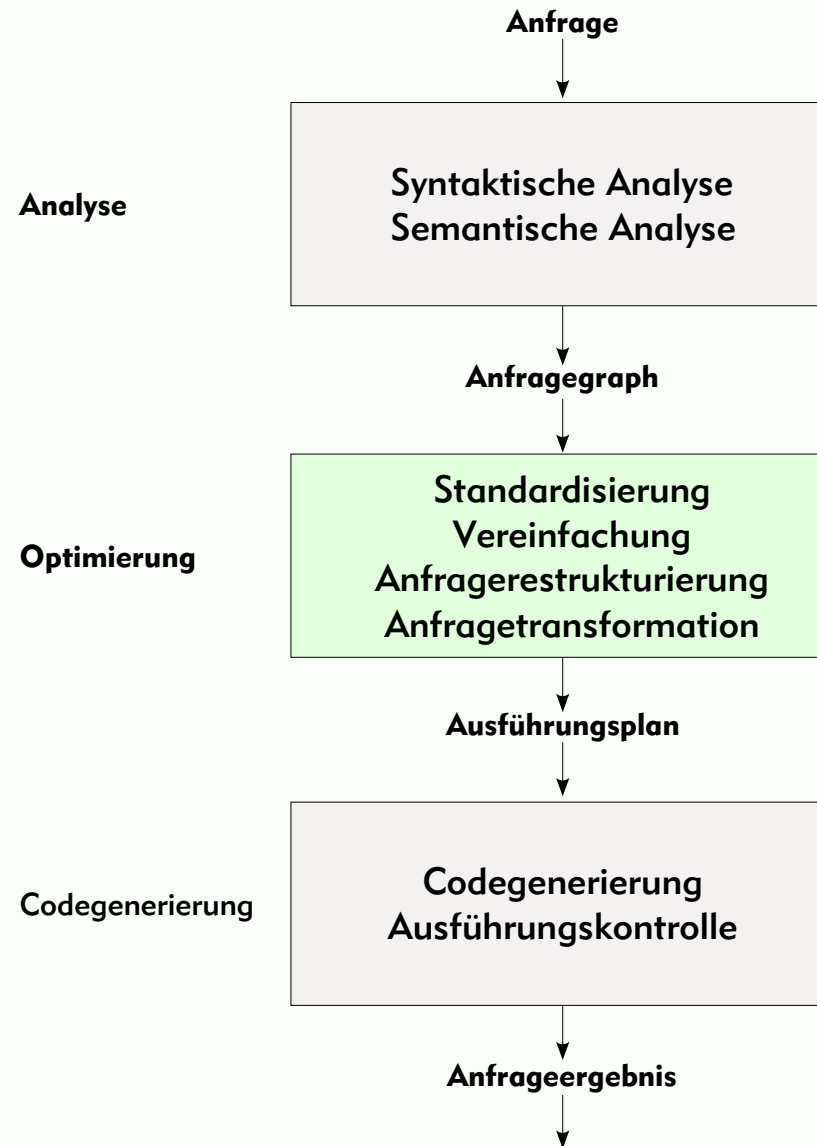 Anfrage
Analyse
Syntaktische Analyse
Semantische Analyse
Anfragegraph
Optimierung
Standardisierung
Vereinfachung
Anfragerestrukturierung
Anfragetransformation
Ausführungsplan
Codegenerierung
Codegenerierung
Ausführungskontrolle
Anfrageergebnis